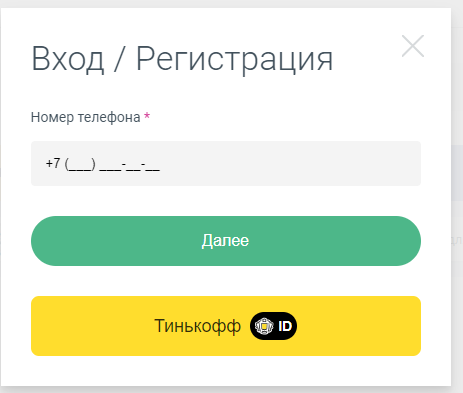 Вход / Регистрация
Номер телефона *
+7 (___) ___-__-__
Далее
Тинькофф ID